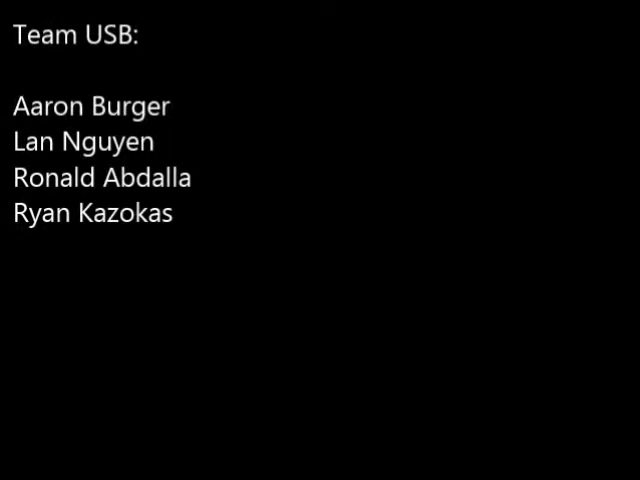 Team USB:
Aaron Burger
Lan Nguyen
Ronald Abdalla
Ryan Kazokas